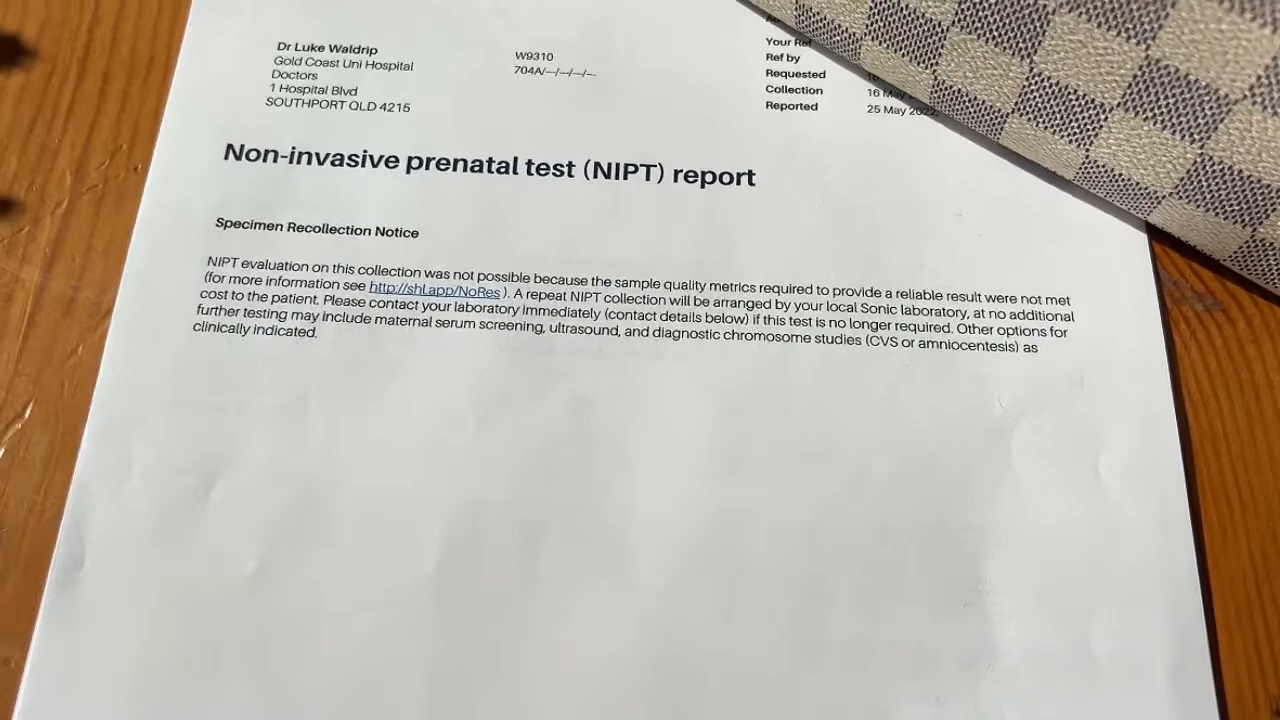 Dr Luke Waldrip
Gold Coast Uni Hospital
Doctors
1 Hospital Blvd
SOUTHPORT QLD 4215
W9310
704A/--/--/--/--
Your Ref
Ref by
Requested
Collection 16 May
Reported 25 May 2022
Non-invasive prenatal test (NIPT) report
Specimen Recollection Notice
NIPT evaluation on this collection was not possible because the sample quality metrics required to provide a reliable result were not met
(for more information see http://shl.app/NoRes ). A repeat NIPT collection will be arranged by your local Sonic laboratory, at no additional
cost to the patient. Please contact your laboratory immediately (contact details below) if this test is no longer required. Other options for
further testing may include maternal serum screening, ultrasound, and diagnostic chromosome studies (CVS or amniocentesis) as
clinically indicated.